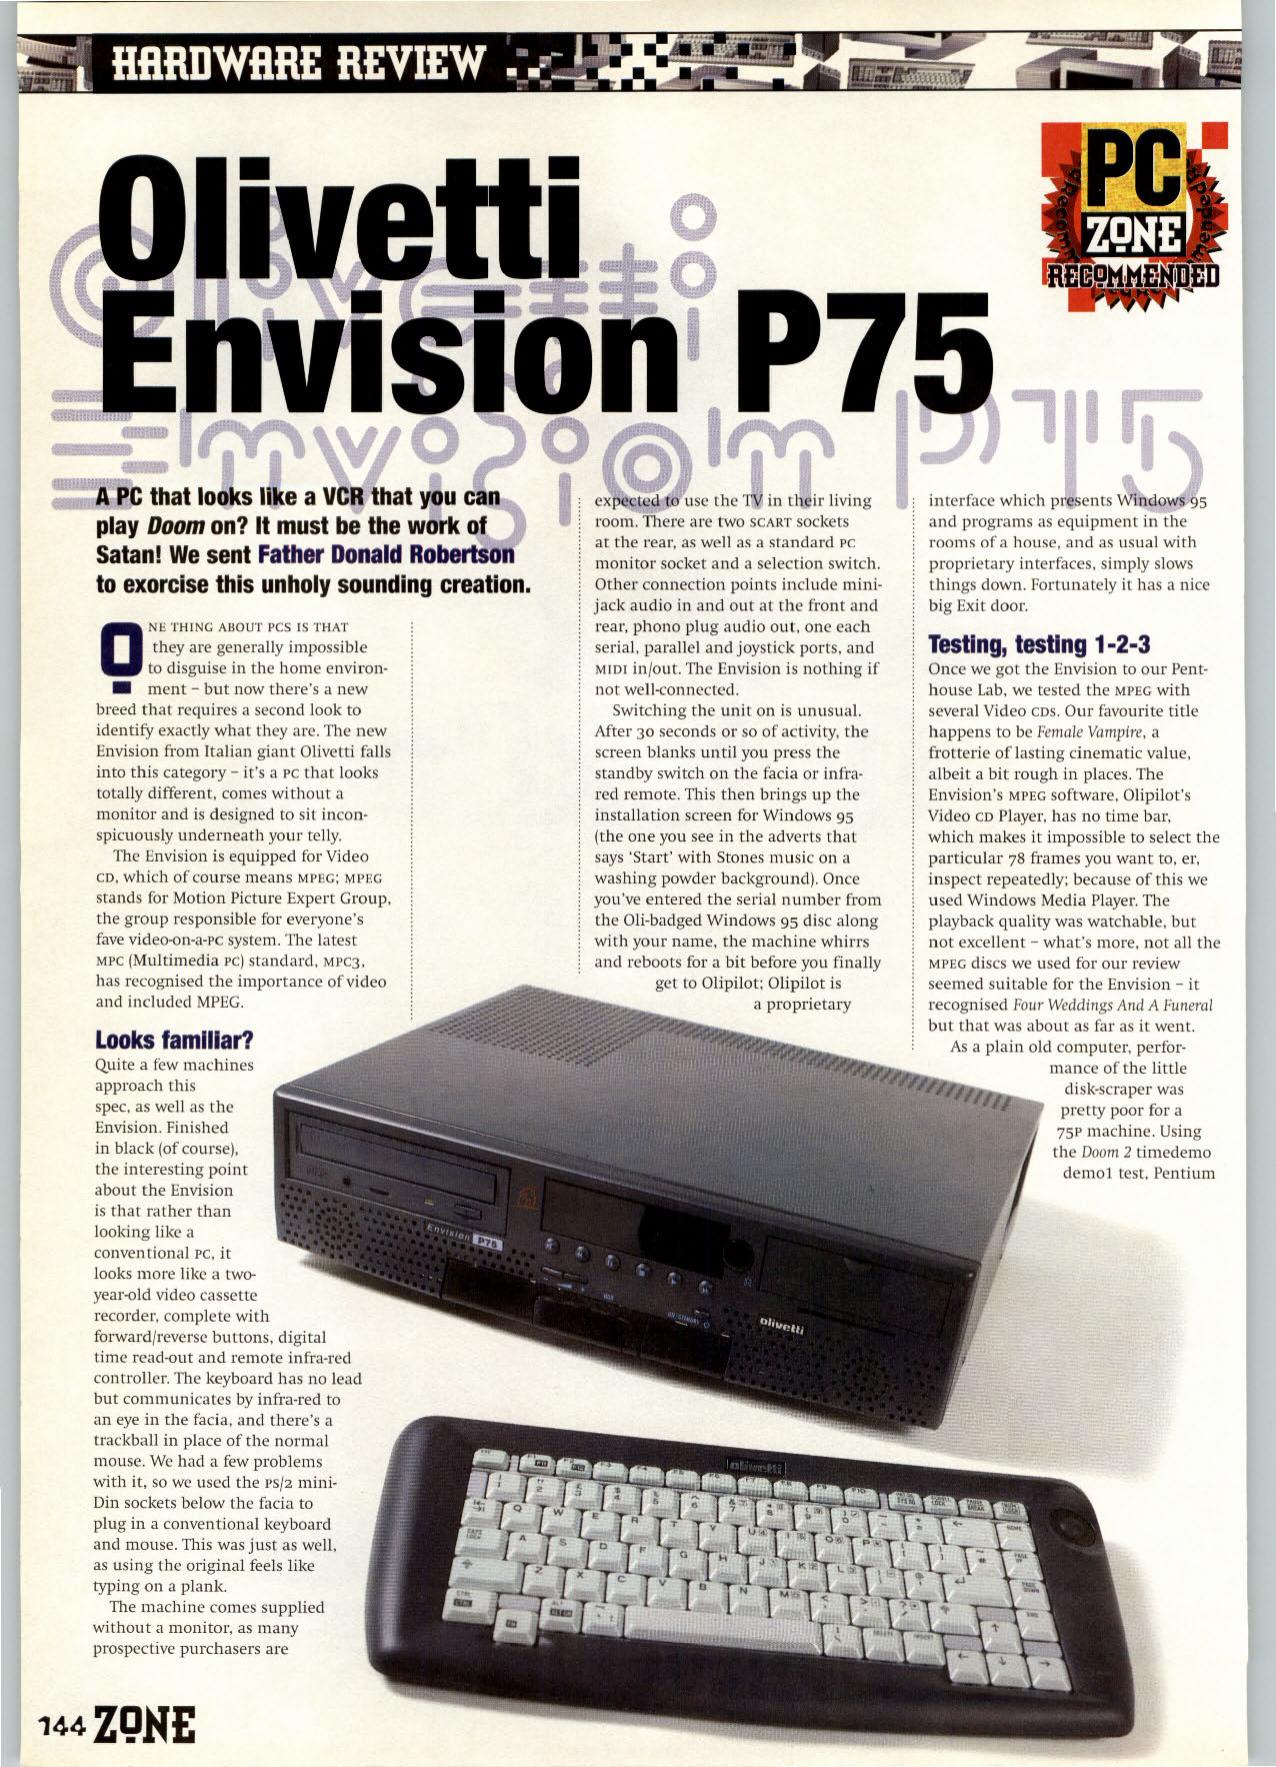 HARDWARE REVIEW
PC
ZONE
RECOMMENDED
Olivetti
Envision P75
A PC that looks like a VCR that you can
play Doom on? It must be the work of
Satan! We sent Father Donald Robertson
to exorcise this unholy sounding creation.
ONE THING ABOUT PCS IS THAT
they are generally impossible
to disguise in the home environ-
ment – but now there's a new
breed that requires a second look to
identify exactly what they are. The new
Envision from Italian giant Olivetti falls
into this category – it's a PC that looks
totally different, comes without a
monitor and is designed to sit incon-
spicuously underneath your telly.
The Envision is equipped for Video
CD, which of course means MPEG; MPEG
stands for Motion Picture Expert Group,
the group responsible for everyone's
fave video-on-a-PC system. The latest
MPC (Multimedia PC) standard, MPC3,
has recognised the importance of video
and included MPEG.
Looks familiar?
Quite a few machines
approach this
spec, as well as the
Envision. Finished
in black (of course),
the interesting point
about the Envision
is that rather than
looking like a
conventional PC, it
looks more like a two-
year-old video cassette
recorder, complete with
forward/reverse buttons, digital
time read-out and remote infra-red
controller. The keyboard has no lead
but communicates by infra-red to
an eye in the facia, and there's a
trackball in place of the normal
mouse. We had a few problems
with it, so we used the PS/2 mini-
Din sockets below the facia to
plug in a conventional keyboard
and mouse. This was just as well,
as using the original feels like
typing on a plank.
The machine comes supplied
without a monitor, as many
prospective purchasers are
expected to use the TV in their living
room. There are two SCART sockets
at the rear, as well as a standard PC
monitor socket and a selection switch.
Other connection points include mini-
jack audio in and out at the front and
rear, phono plug audio out, one each
serial, parallel and joystick ports, and
MIDI in/out. The Envision is nothing if
not well-connected.
Switching the unit on is unusual.
After 30 seconds or so of activity, the
screen blanks until you press the
standby switch on the facia or infra-
red remote. This then brings up the
installation screen for Windows 95
(the one you see in the adverts that
says 'Start' with Stones music on a
washing powder background). Once
you've entered the serial number from
the Oli-badged Windows 95 disc along
with your name, the machine whirrs
and reboots for a bit before you finally
get to Olipilot; Olipilot is
a proprietary
interface which presents Windows 95
and programs as equipment in the
rooms of a house, and as usual with
proprietary interfaces, simply slows
things down. Fortunately it has a nice
big Exit door.
Testing, testing 1-2-3
Once we got the Envision to our Pent-
house Lab, we tested the MPEG with
several Video CDs. Our favourite title
happens to be Female Vampire, a
frotterie of lasting cinematic value,
albeit a bit rough in places. The
Envision's MPEG software, Olipilot's
Video CD Player, has no time bar,
which makes it impossible to select the
particular 78 frames you want to, er,
inspect repeatedly; because of this we
used Windows Media Player. The
playback quality was watchable, but
not excellent – what's more, not all the
MPEG discs we used for our review
seemed suitable for the Envision – it
recognised Four Weddings And A Funeral
but that was about as far as it went.
As a plain old computer, perfor-
mance of the little
disk-scraper was
pretty poor for a
75P machine. Using
the Doom 2 timedemo
demo1 test, Pentium
Envision P75
olivetti
olivetti
144 ZONE